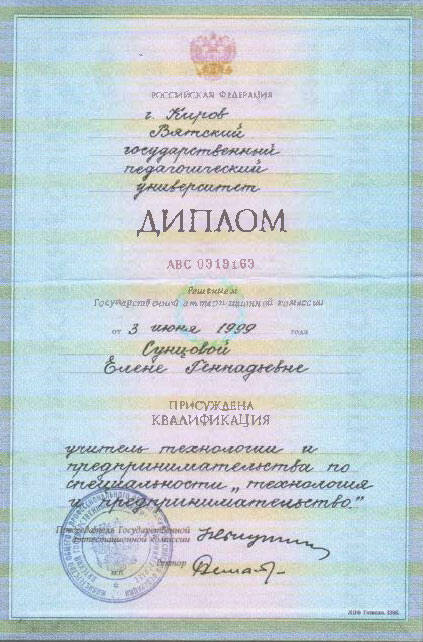 РОССИЙСКАЯ ФЕДЕРАЦИЯ
г. Киров
Вятский
государственный
педагогический
университет
ДИПЛОМ
АВС 0919169
Решением
Государственной аттестационной комиссии
от 3 июня 1999 года
Сунцовой
Елене Геннадьевне
ПРИСУЖДЕНА
КВАЛИФИКАЦИЯ
учитель технологии и
предпринимательства по
специальности „технология
и предпринимательство"
Председатель Государственной
аттестационной комиссии
Ректор
М.П.